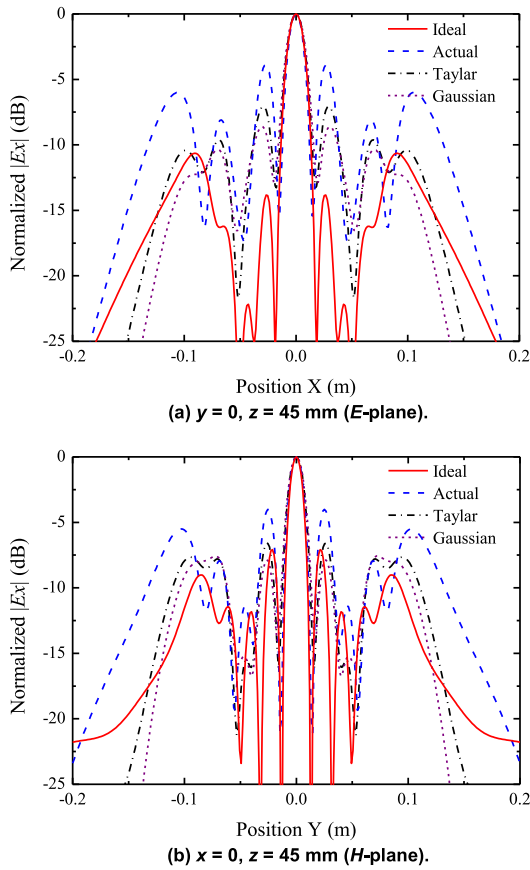 0
-5
-10
-15
-20
-25
Normalized |Ex| (dB)
Ideal
Actual
Taylar
Gaussian
-0.2 -0.1 0.0 0.1 0.2
Position X (m)
(a) y = 0, z = 45 mm (E-plane).
0
-5
-10
-15
-20
-25
Normalized |Ex| (dB)
Ideal
Actual
Taylar
Gaussian
-0.2 -0.1 0.0 0.1 0.2
Position Y (m)
(b) x = 0, z = 45 mm (H-plane).